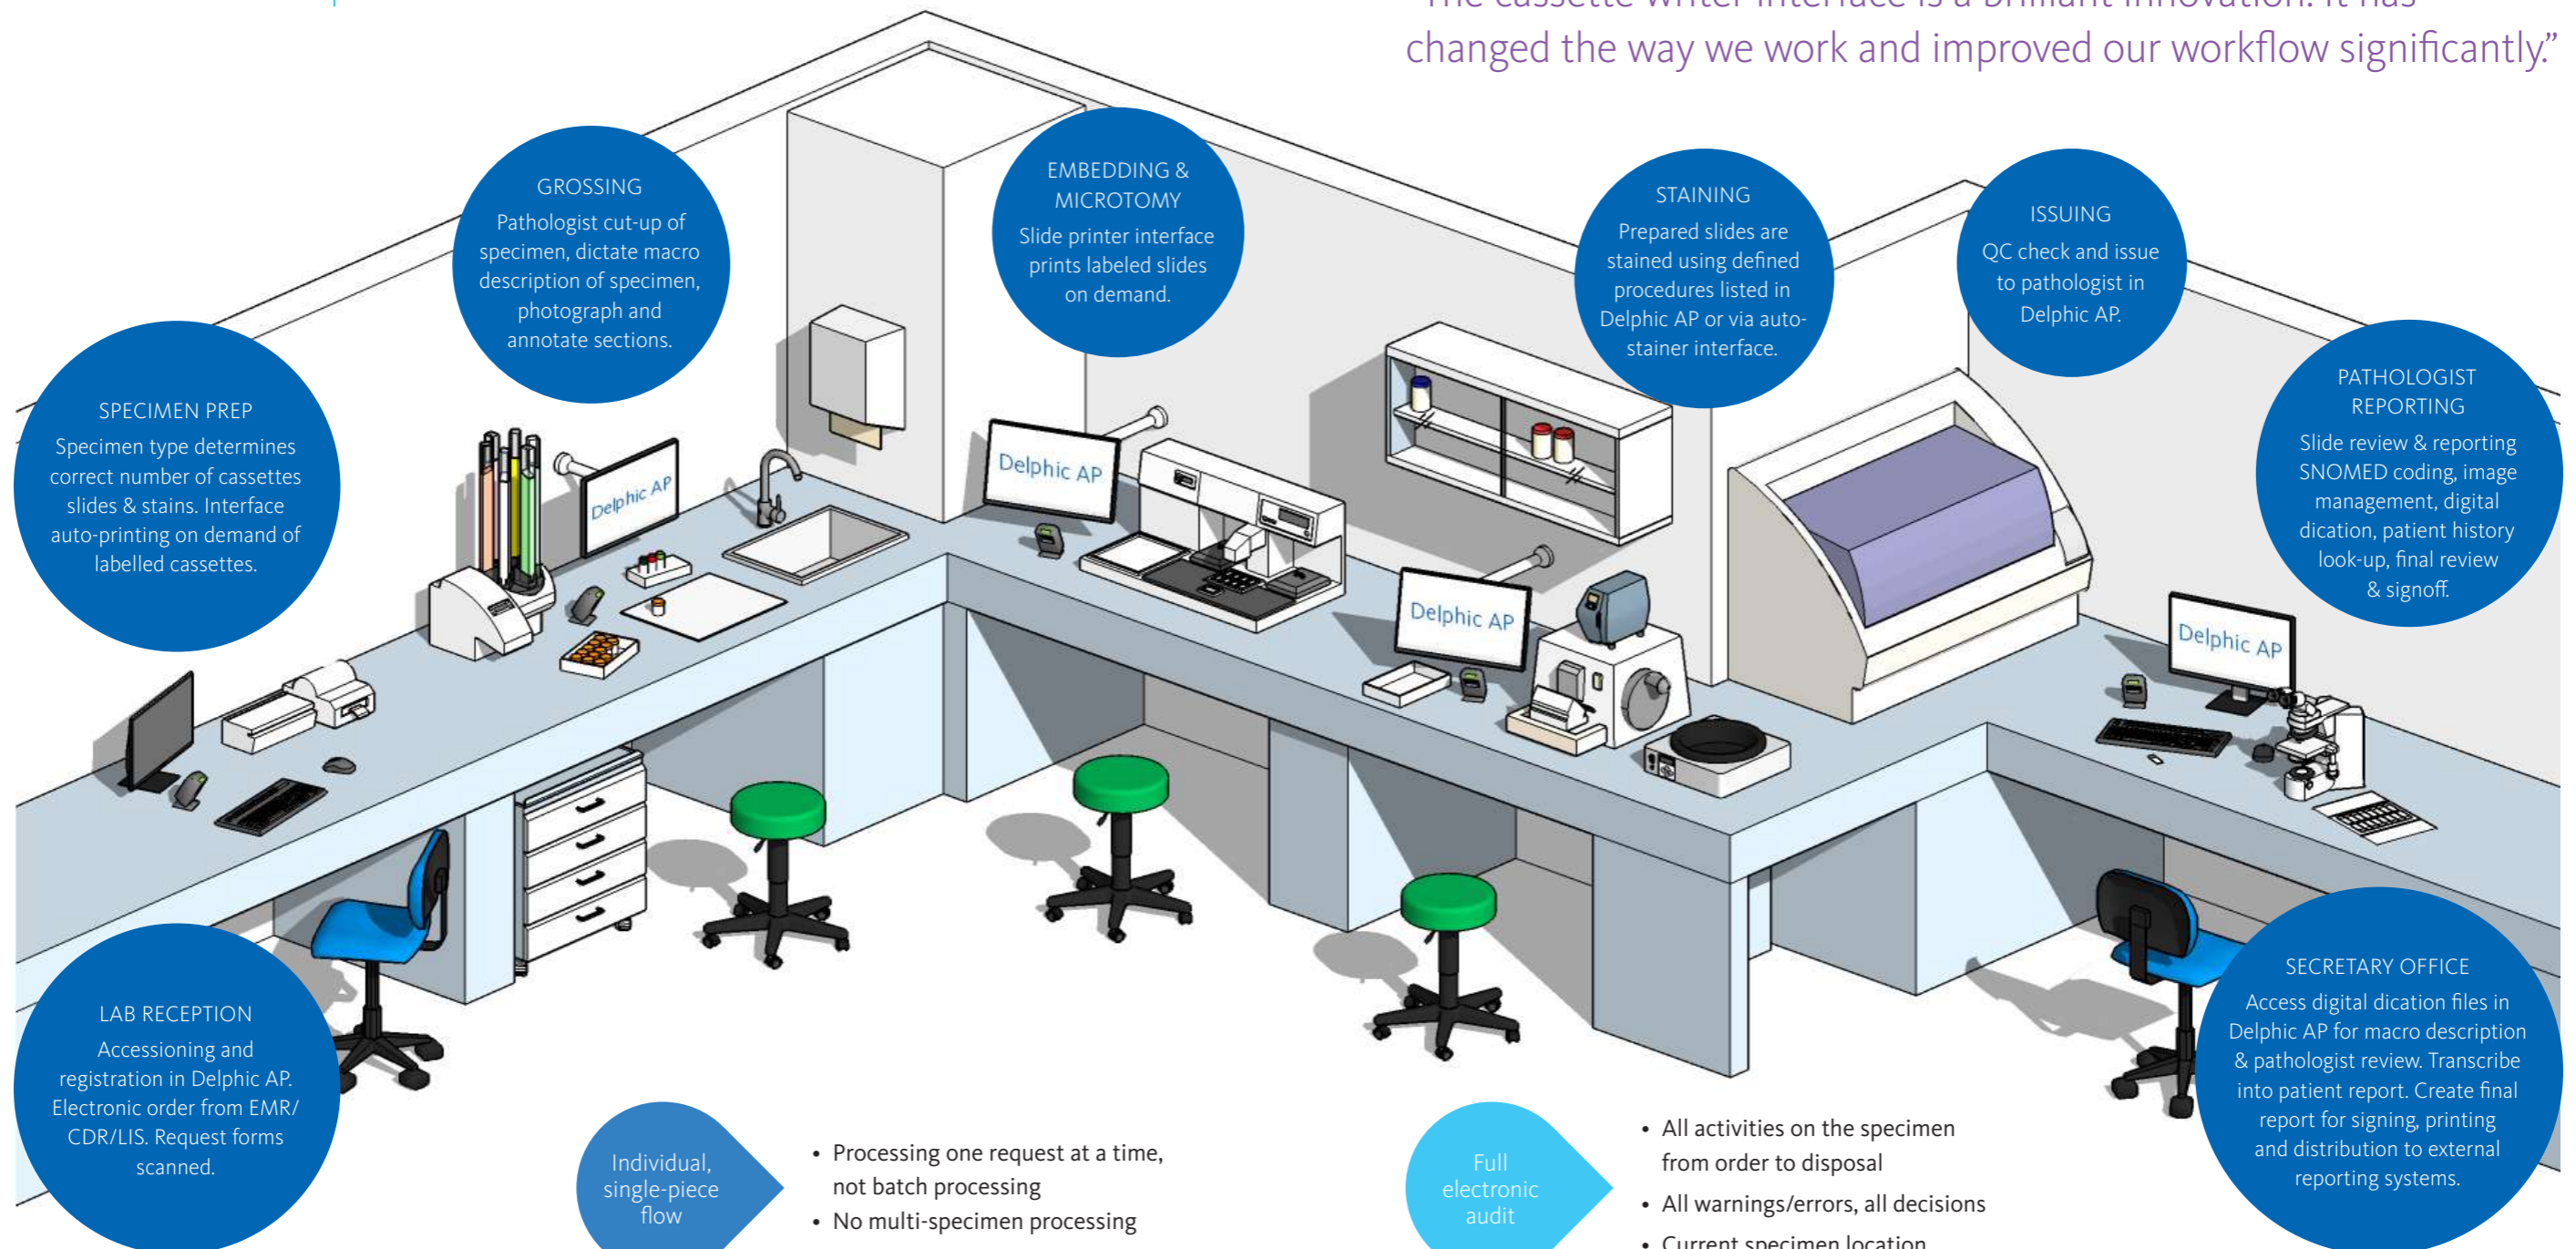 “The cassette writer interface is a brilliant innovation. It has
changed the way we work and improved our workflow significantly.”
GROSSING
Pathologist cut-up of
specimen, dictate macro
description of specimen,
photograph and
annotate sections.
EMBEDDING &
MICROTOMY
Slide printer interface
prints labeled slides
on demand.
STAINING
Prepared slides are
stained using defined
procedures listed in
Delphic AP or via auto-
stainer interface.
ISSUING
QC check and issue
to pathologist in
Delphic AP.
SPECIMEN PREP
Specimen type determines
correct number of cassettes
slides & stains. Interface
auto-printing on demand of
labelled cassettes.
PATHOLOGIST
REPORTING
Slide review & reporting
SNOMED coding, image
management, digital
dication, patient history
look-up, final review
& signoff.
Delphic AP
Delphic AP
Delphic AP
Delphic AP
LAB RECEPTION
Accessioning and
registration in Delphic AP.
Electronic order from EMR/
CDR/LIS. Request forms
scanned.
SECRETARY OFFICE
Access digital dication files in
Delphic AP for macro description
& pathologist review. Transcribe
into patient report. Create final
report for signing, printing
and distribution to external
reporting systems.
Individual,
single-piece
flow
• Processing one request at a time,
not batch processing
• No multi-specimen processing
Full
electronic
audit
• All activities on the specimen
from order to disposal
• All warnings/errors, all decisions
• Current specimen location